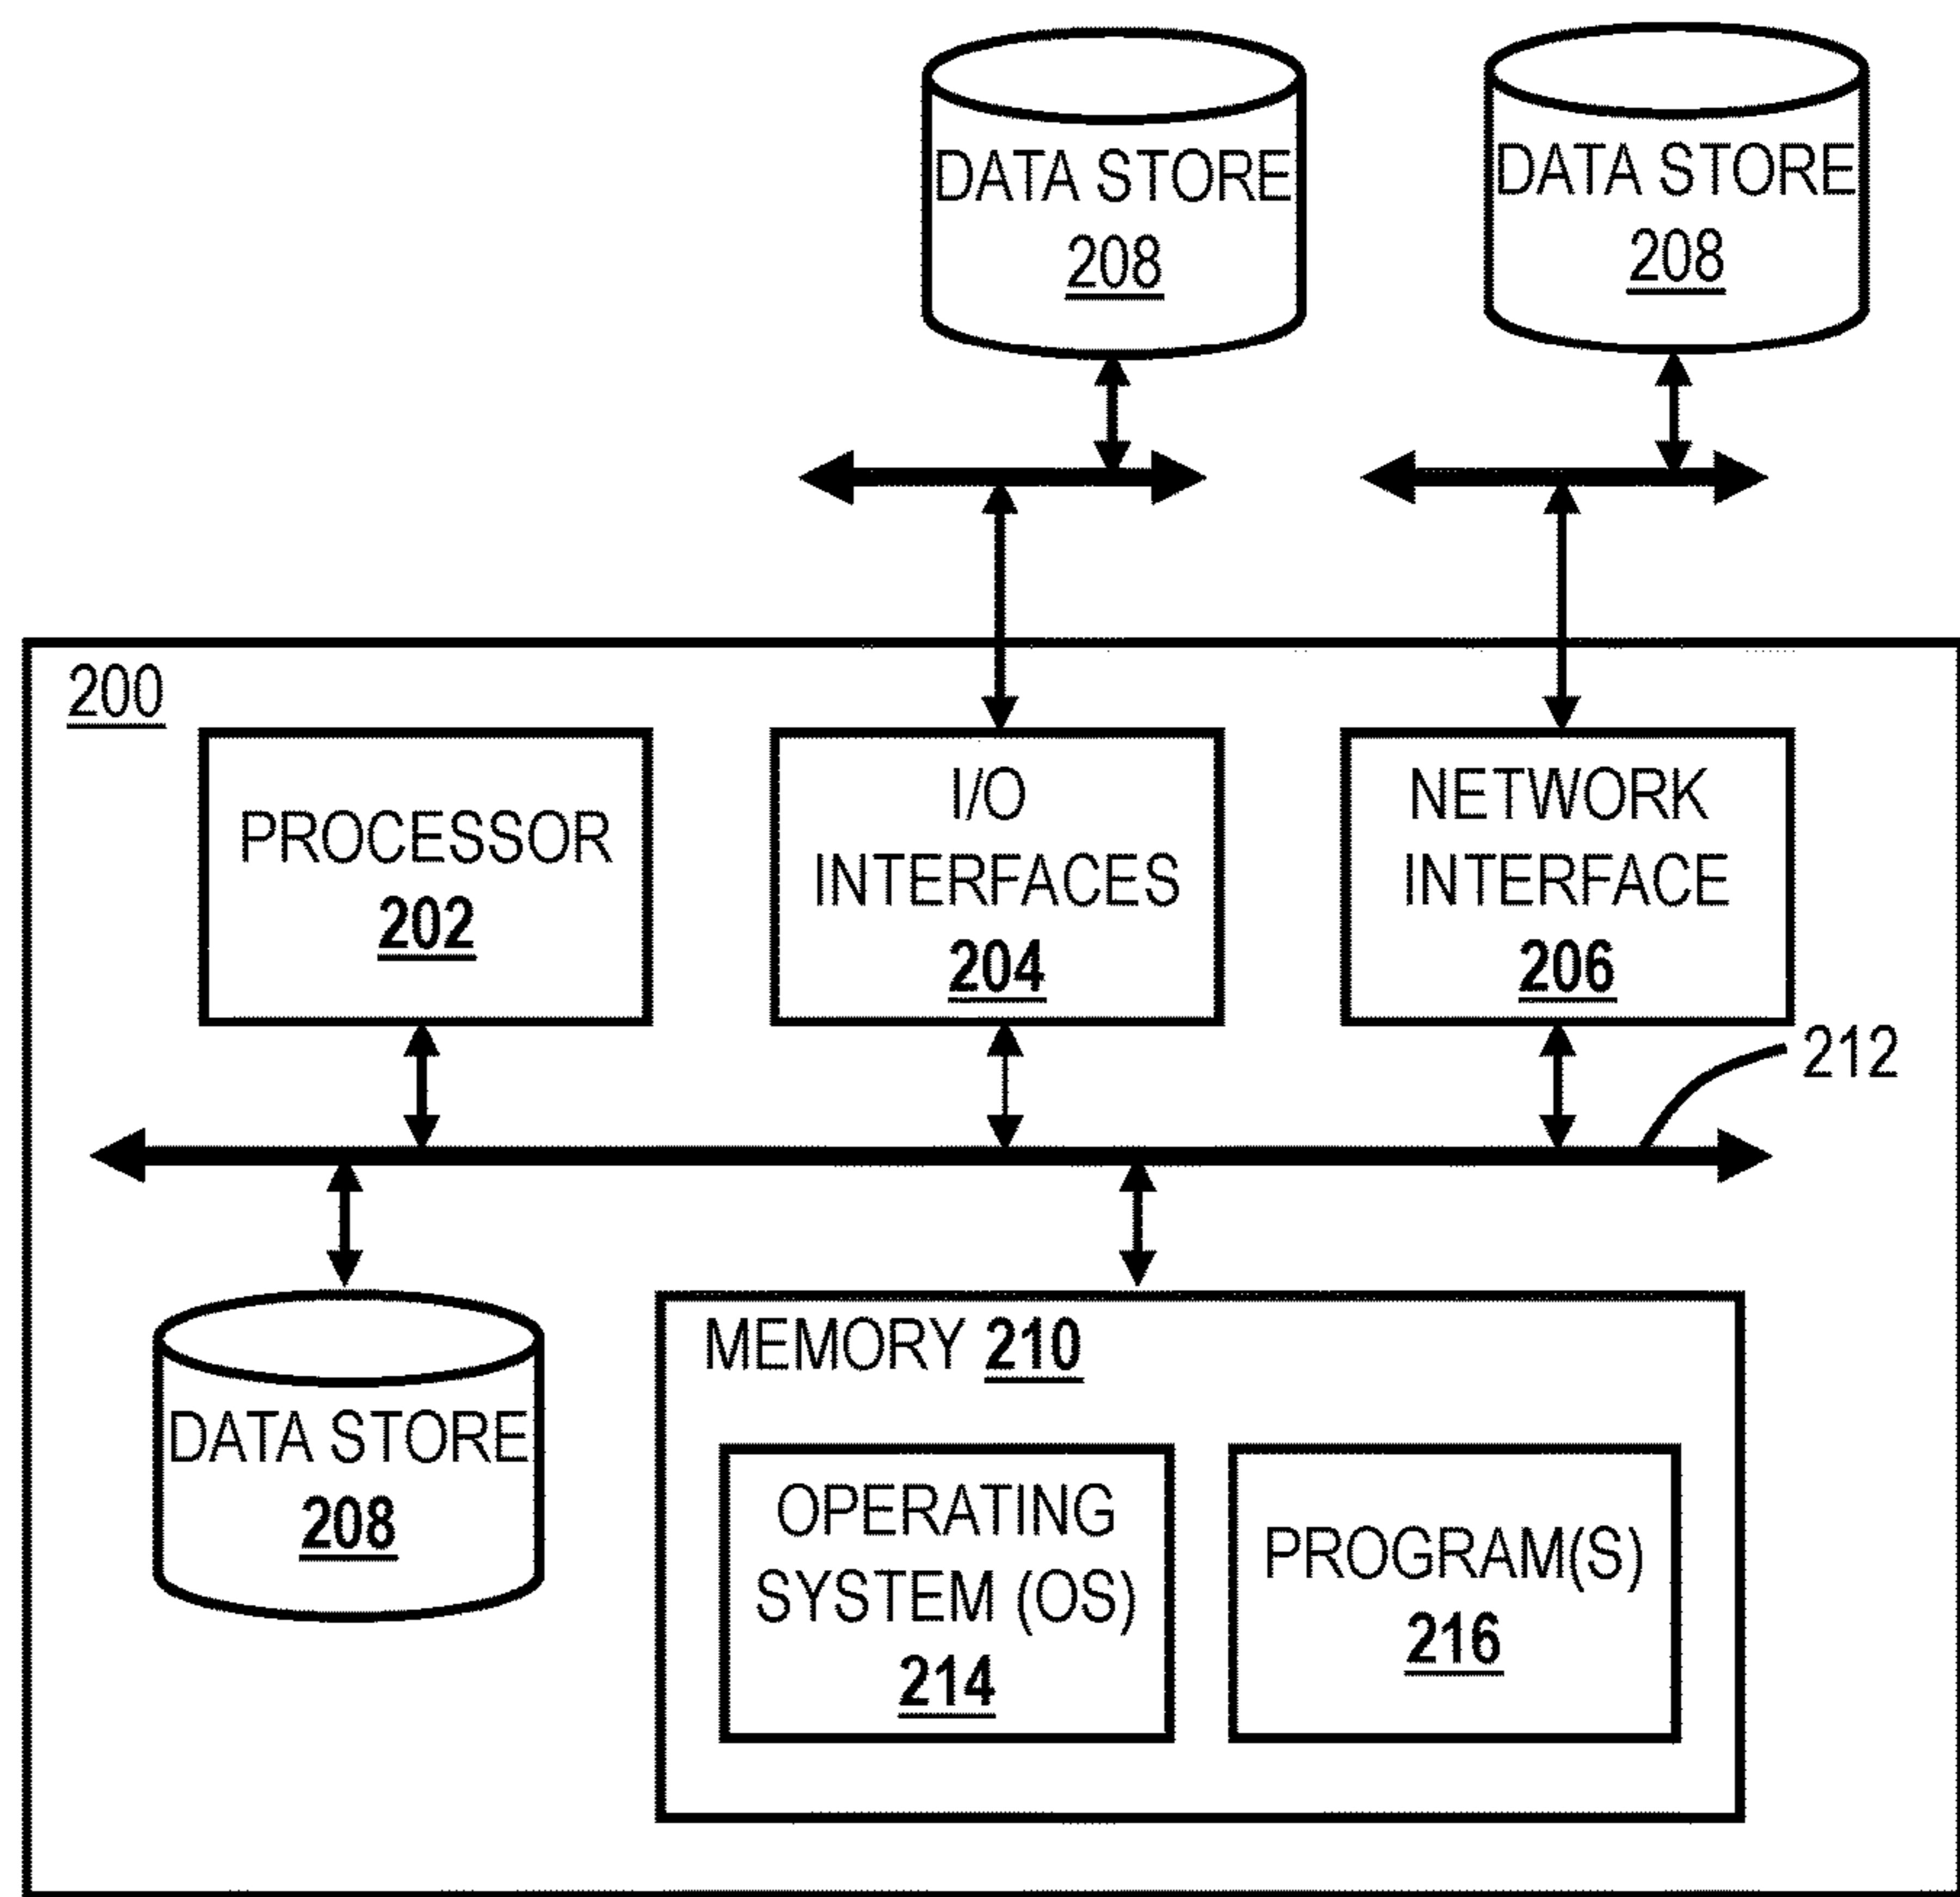 DATA STORE
208
DATA STORE
208
200
PROCESSOR
202
I/O
INTERFACES
204
NETWORK
INTERFACE
206
212
DATA STORE
208
MEMORY 210
OPERATING
SYSTEM (OS)
214
PROGRAM(S)
216